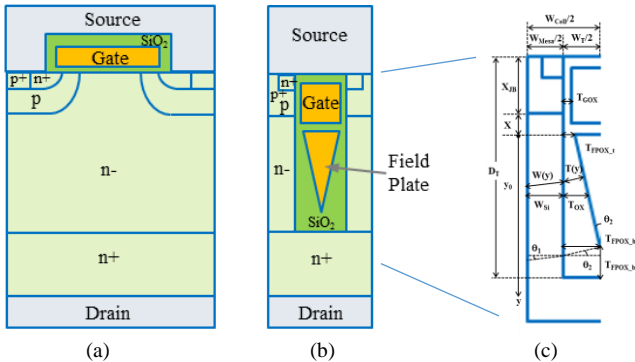 Source
SiO2
Gate
p+ n+
p
n-
n+
Drain
(a)
Source
n+
p+
p
Gate
n-
Field
Plate
SiO2
n+
Drain
(b)
WCell/2
WMesa/2 WT/2
XJB
TGOX
X
TFPOX_t
DT
W(y) T(y)
y0
WSi TOX
θ2
TFPOX_b
θ1
θ2
TFPOX_b
y
(c)